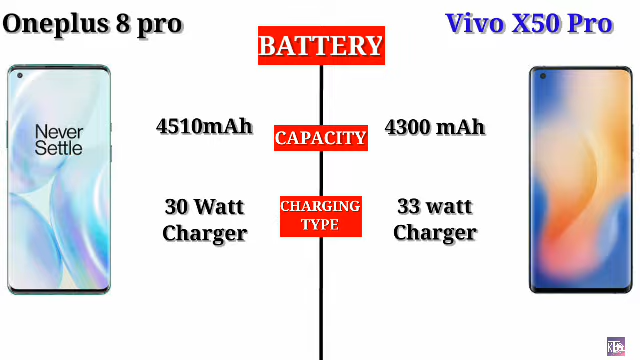 Oneplus 8 pro
Vivo X50 Pro
BATTERY
Never
Settle
4510mAh
CAPACITY
4300 mAh
30 Watt
Charger
CHARGING
TYPE
33 watt
Charger